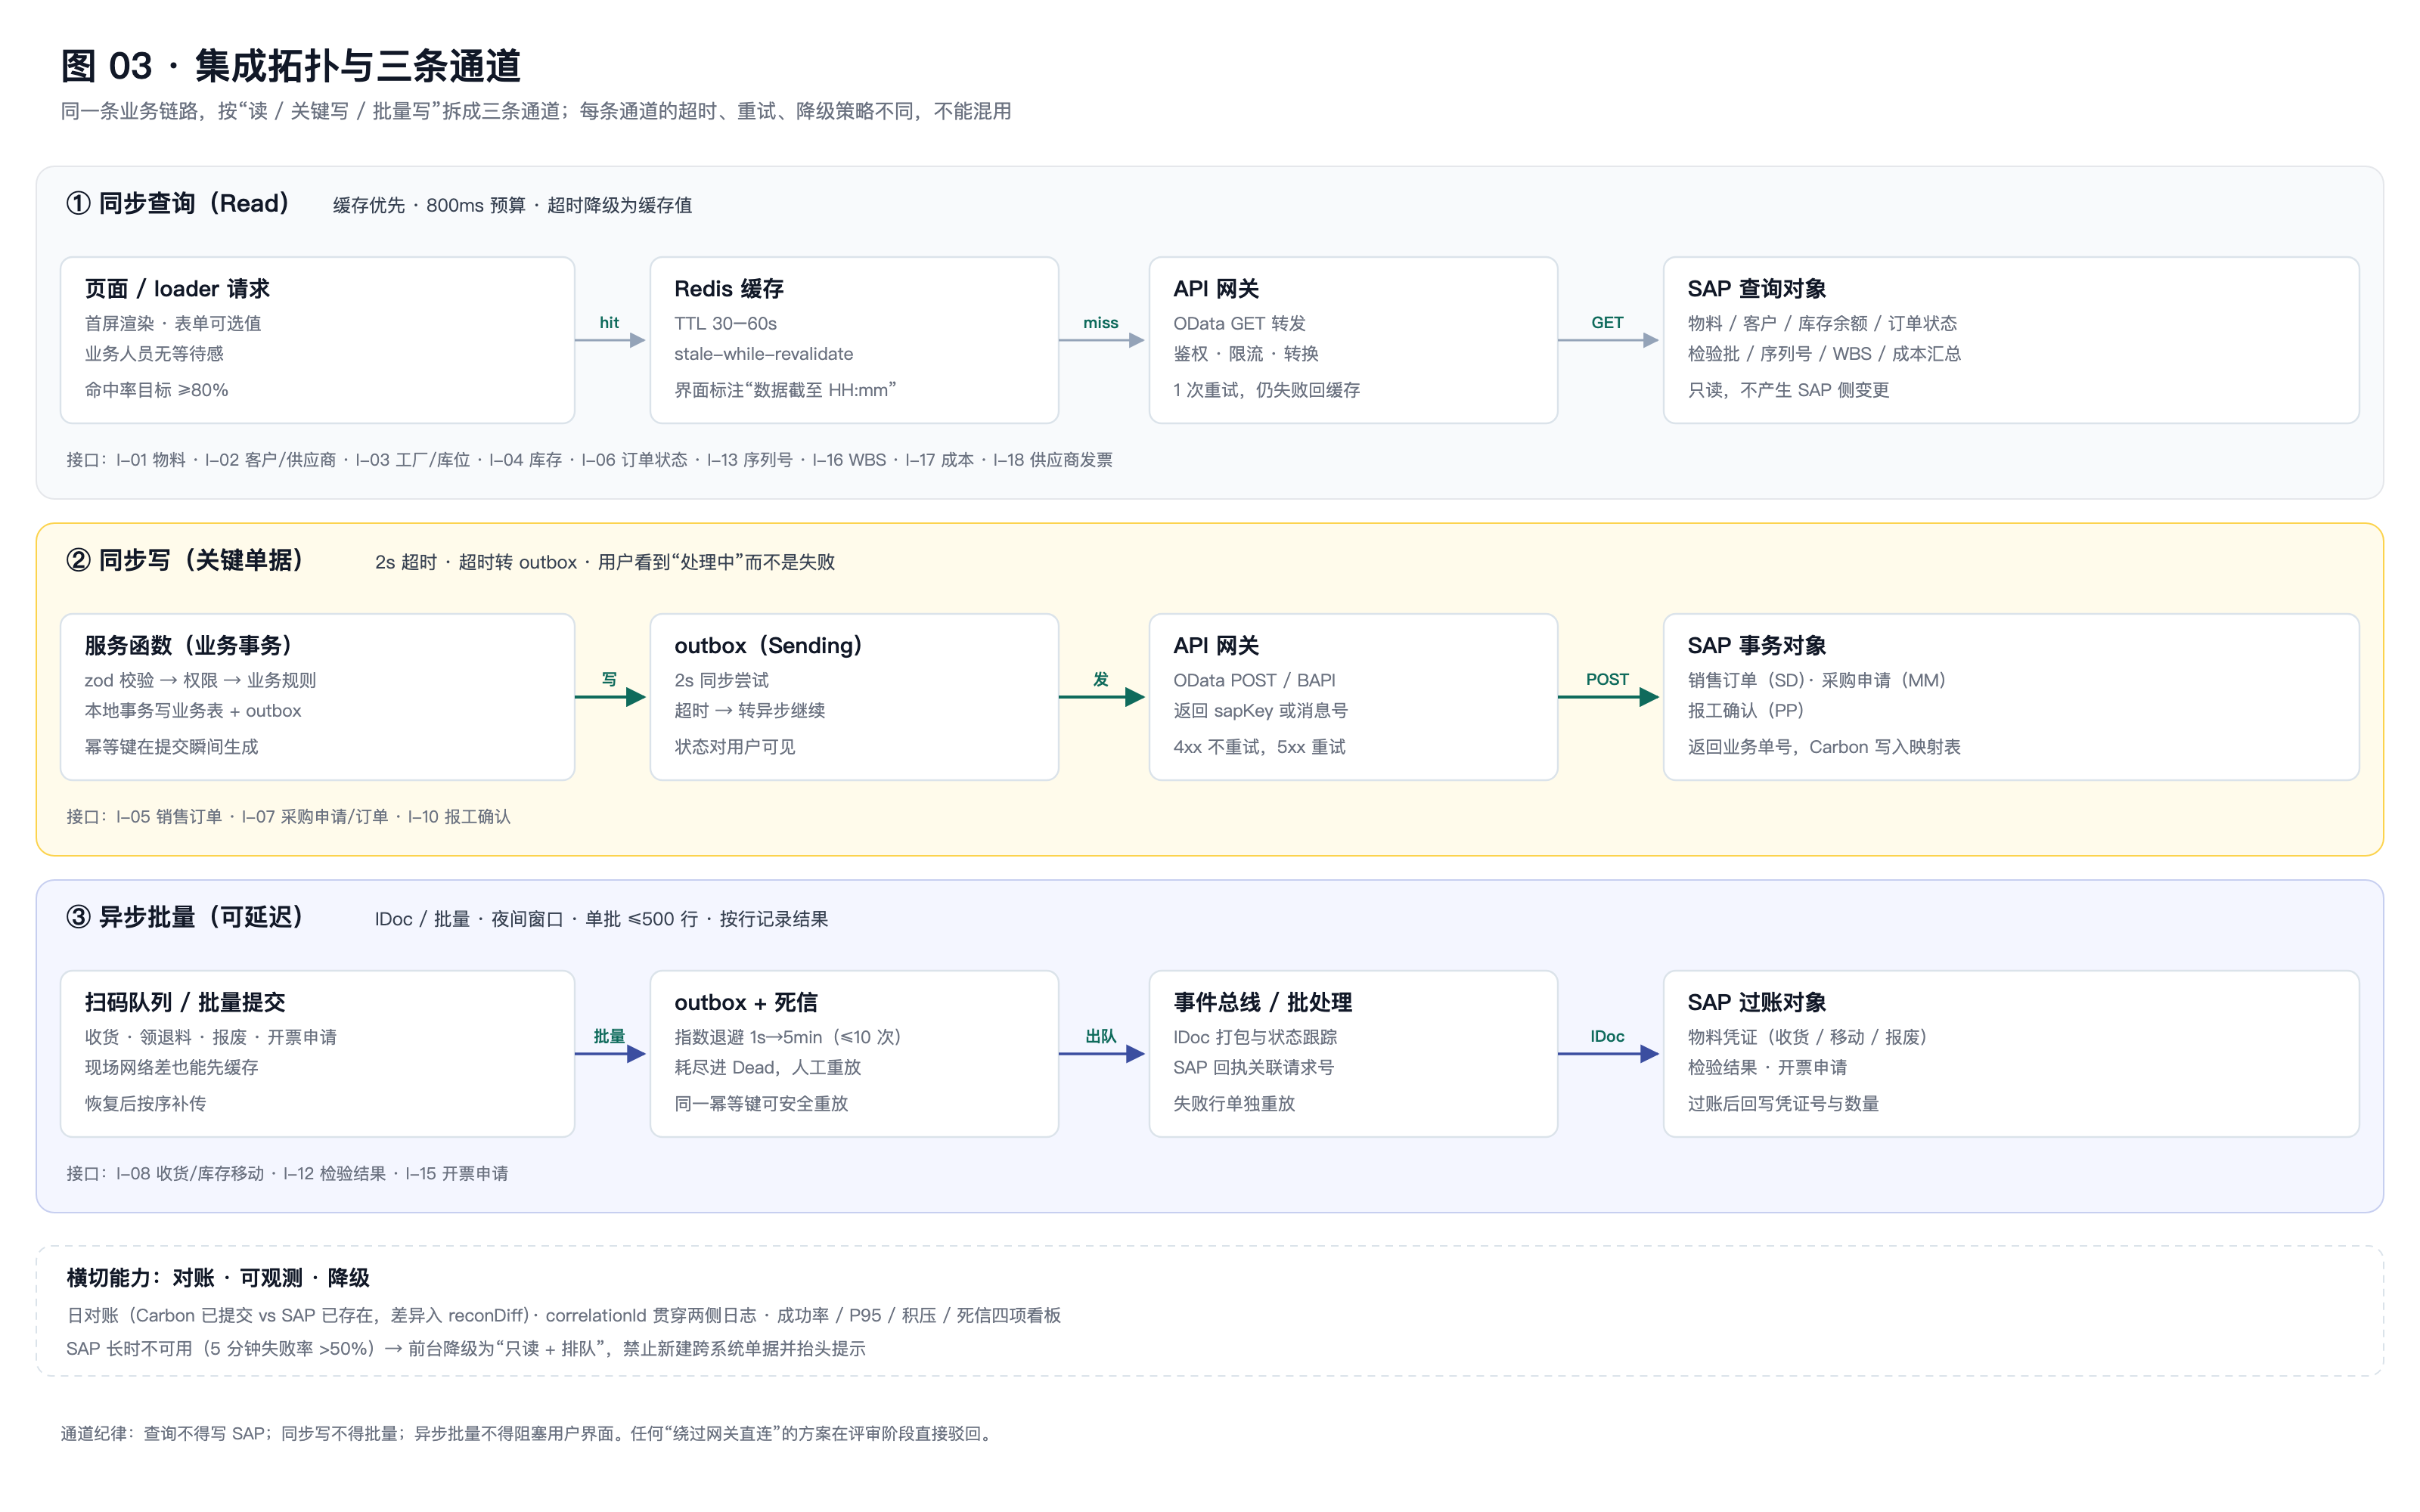 图 03 · 集成拓扑与三条通道
同一条业务链路，按“读 / 关键写 / 批量写”拆成三条通道；每条通道的超时、重试、降级策略不同，不能混用
① 同步查询（Read）
缓存优先 · 800ms 预算 · 超时降级为缓存值
页面 / loader 请求
首屏渲染 · 表单可选值
业务人员无等待感
命中率目标 ≥80%
hit
Redis 缓存
TTL 30–60s
stale-while-revalidate
界面标注“数据截至 HH:mm”
miss
API 网关
OData GET 转发
鉴权 · 限流 · 转换
1 次重试，仍失败回缓存
GET
SAP 查询对象
物料 / 客户 / 库存余额 / 订单状态
检验批 / 序列号 / WBS / 成本汇总
只读，不产生 SAP 侧变更
接口：I-01 物料 · I-02 客户/供应商 · I-03 工厂/库位 · I-04 库存 · I-06 订单状态 · I-13 序列号 · I-16 WBS · I-17 成本 · I-18 供应商发票
② 同步写（关键单据）
2s 超时 · 超时转 outbox · 用户看到“处理中”而不是失败
服务函数（业务事务）
zod 校验 → 权限 → 业务规则
本地事务写业务表 + outbox
幂等键在提交瞬间生成
写
outbox（Sending）
2s 同步尝试
超时 → 转异步继续
状态对用户可见
发
API 网关
OData POST / BAPI
返回 sapKey 或消息号
4xx 不重试，5xx 重试
POST
SAP 事务对象
销售订单（SD）· 采购申请（MM）
报工确认（PP）
返回业务单号，Carbon 写入映射表
接口：I-05 销售订单 · I-07 采购申请/订单 · I-10 报工确认
③ 异步批量（可延迟）
IDoc / 批量 · 夜间窗口 · 单批 ≤500 行 · 按行记录结果
扫码队列 / 批量提交
收货 · 领退料 · 报废 · 开票申请
现场网络差也能先缓存
恢复后按序补传
批量
outbox + 死信
指数退避 1s→5min（≤10 次）
耗尽进 Dead，人工重放
同一幂等键可安全重放
出队
事件总线 / 批处理
IDoc 打包与状态跟踪
SAP 回执关联请求号
失败行单独重放
IDoc
SAP 过账对象
物料凭证（收货 / 移动 / 报废）
检验结果 · 开票申请
过账后回写凭证号与数量
接口：I-08 收货/库存移动 · I-12 检验结果 · I-15 开票申请
横切能力：对账 · 可观测 · 降级
日对账（Carbon 已提交 vs SAP 已存在，差异入 reconDiff）· correlationId 贯穿两侧日志 · 成功率 / P95 / 积压 / 死信四项看板
SAP 长时不可用（5 分钟失败率 >50%）→ 前台降级为“只读 + 排队”，禁止新建跨系统单据并抬头提示
通道纪律：查询不得写 SAP；同步写不得批量；异步批量不得阻塞用户界面。任何“绕过网关直连”的方案在评审阶段直接驳回。